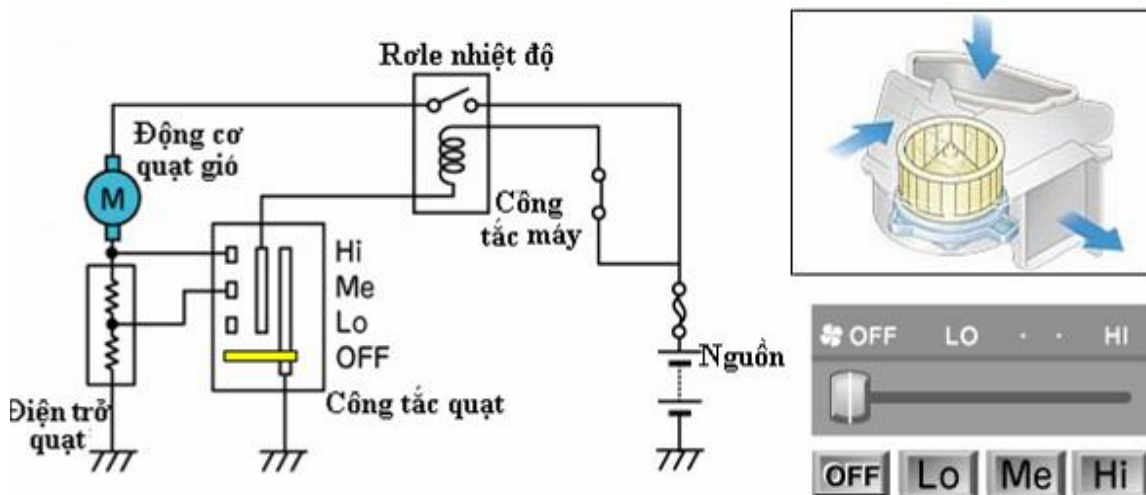 Rơle nhiệt độ
Động cơ
quạt gió
M
Công
tắc máy
Hi
Me
Lo
OFF
Nguồn
Điện trở
quạt
Công tắc quạt
OFF LO · · HI
OFF Lo Me Hi